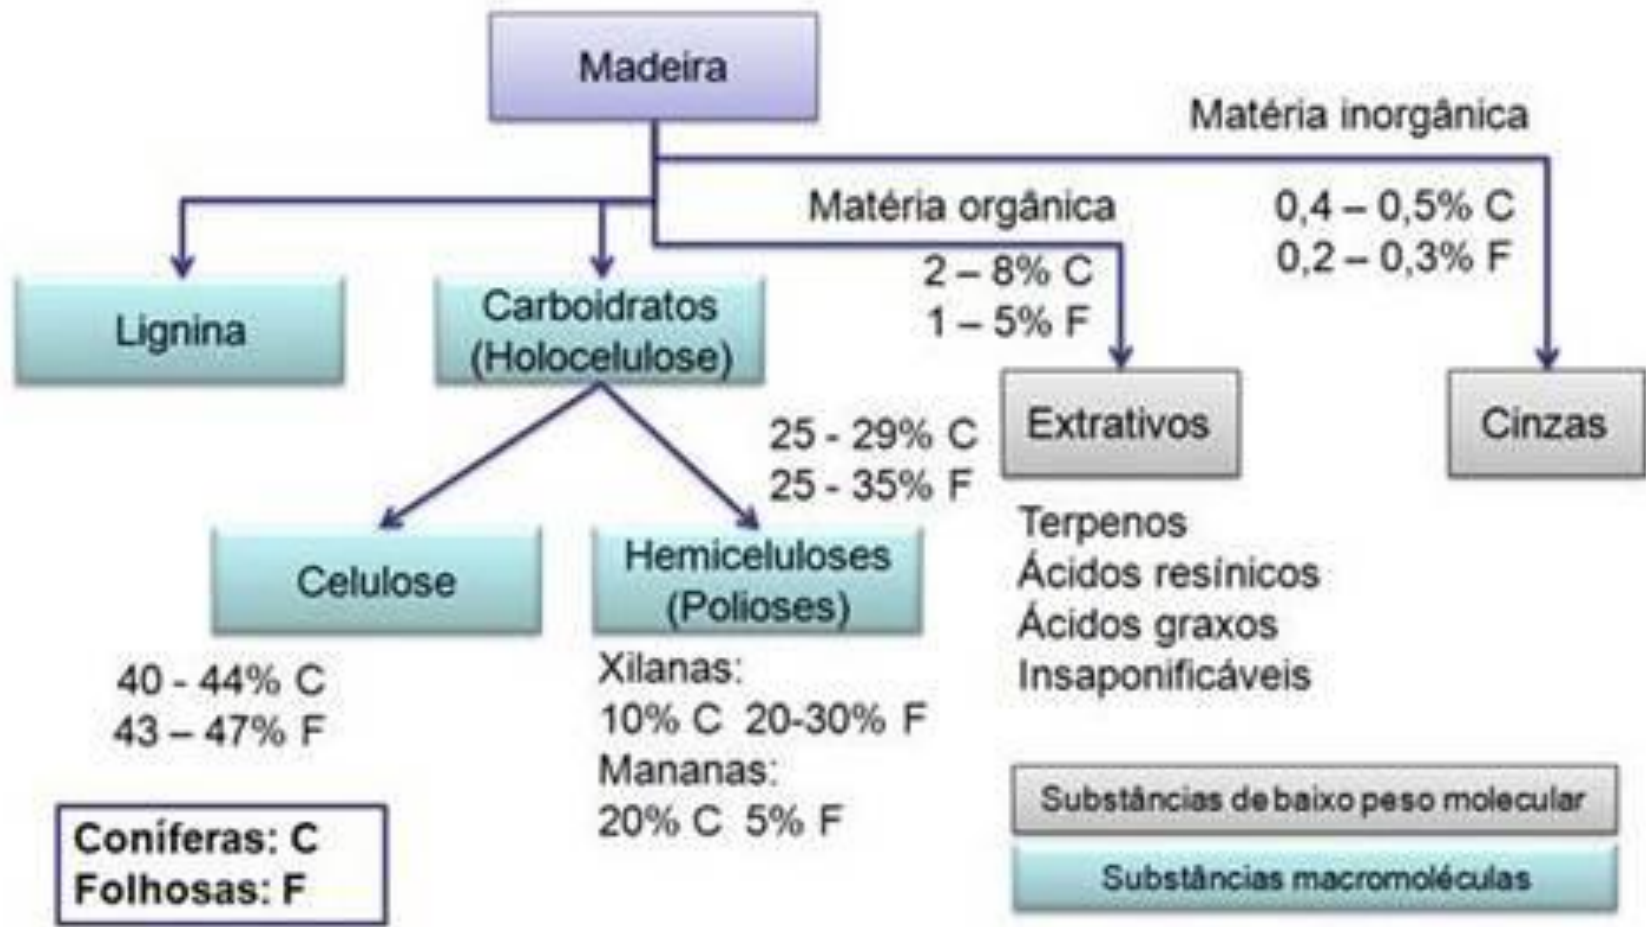 Madeira
Matéria inorgânica
0,4 – 0,5% C
0,2 – 0,3% F
Matéria orgânica
2 – 8% C
1 – 5% F
Lignina
Carboidratos
(Holocelulose)
Extrativos
Cinzas
25 - 29% C
25 - 35% F
Terpenos
Ácidos resínicos
Ácidos graxos
Insaponificáveis
Celulose
Hemiceluloses
(Polioses)
40 - 44% C
43 – 47% F
Xilanas:
10% C 20-30% F
Mananas:
20% C 5% F
Coníferas: C
Folhosas: F
Substâncias de baixo peso molecular
Substâncias macromoléculas